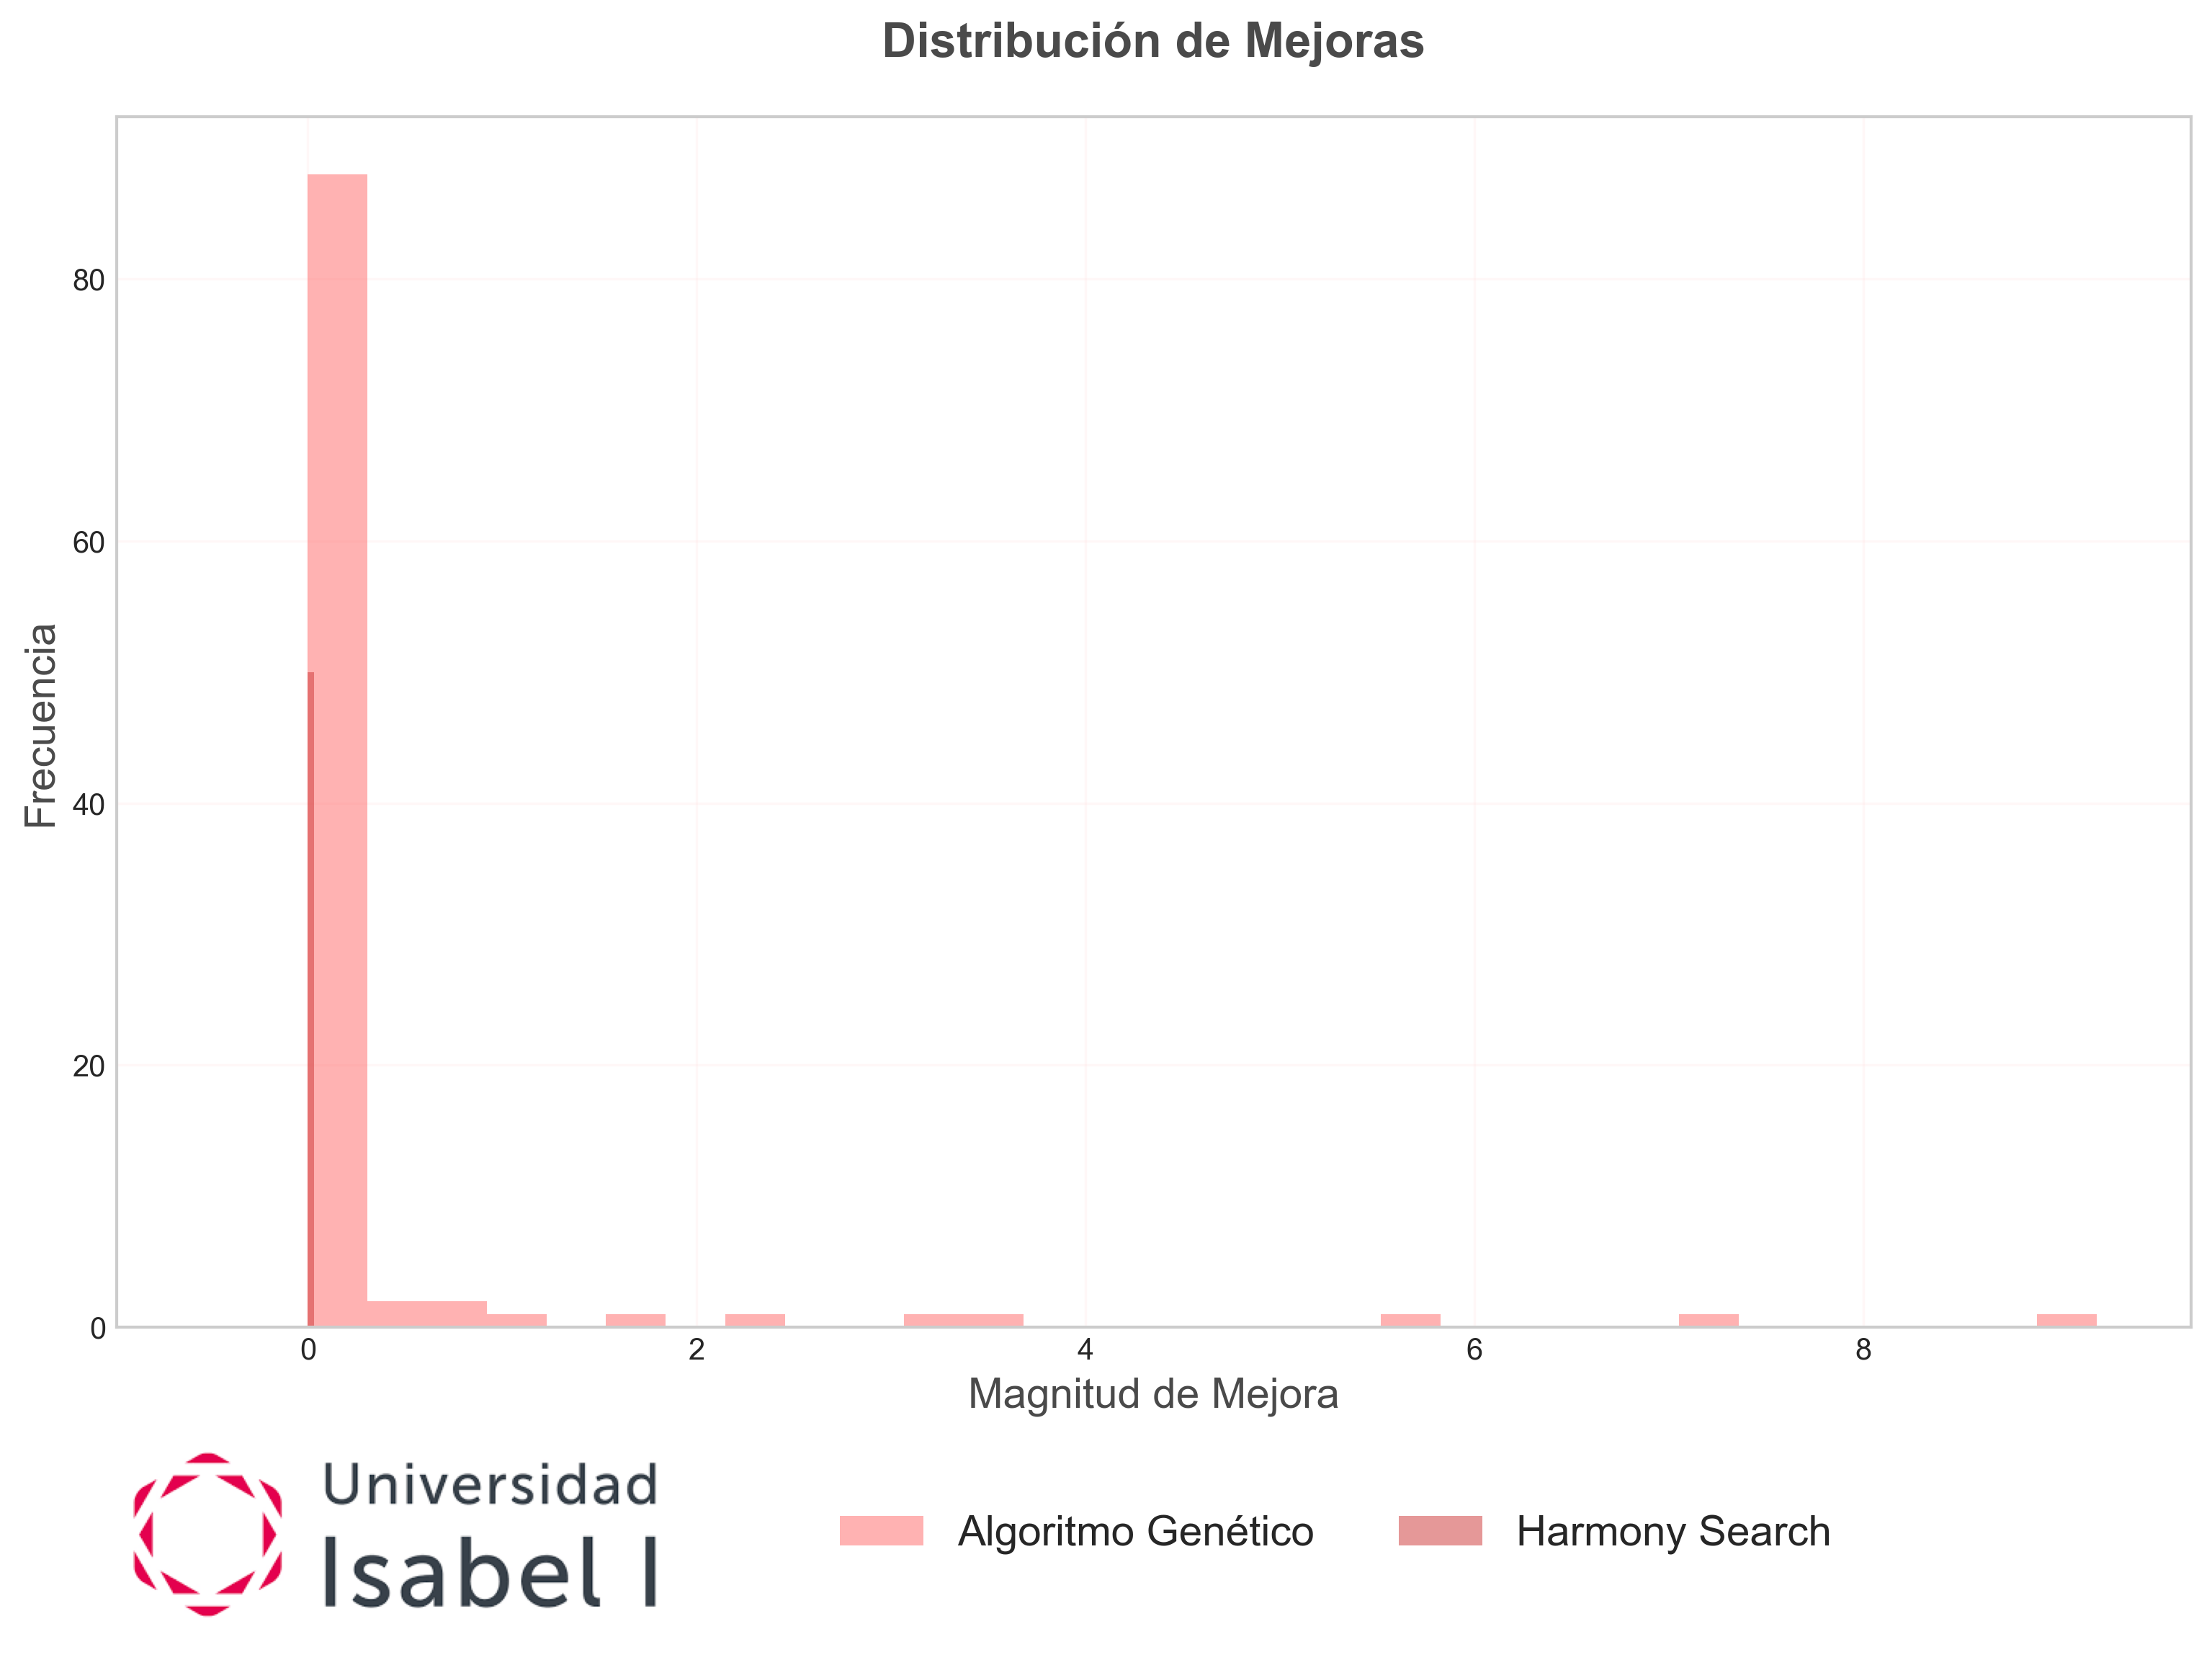 Distribución de Mejoras
Frecuencia
80
60
40
20
0
0 2 4 6 8
Magnitud de Mejora
Universidad
Isabel I
Algoritmo Genético Harmony Search